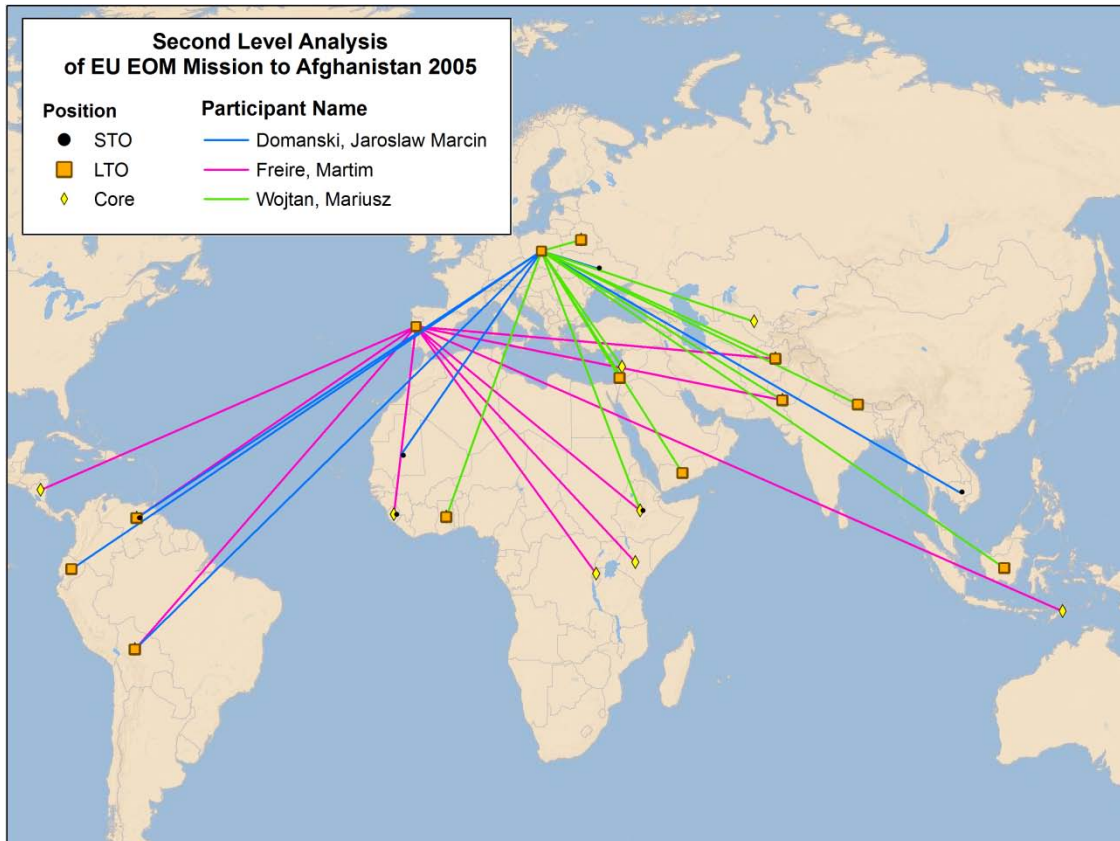 Second Level Analysis
of EU EOM Mission to Afghanistan 2005
Position Participant Name
STO Domanski, Jaroslaw Marcin
LTO Freire, Martim
Core Wojtan, Mariusz